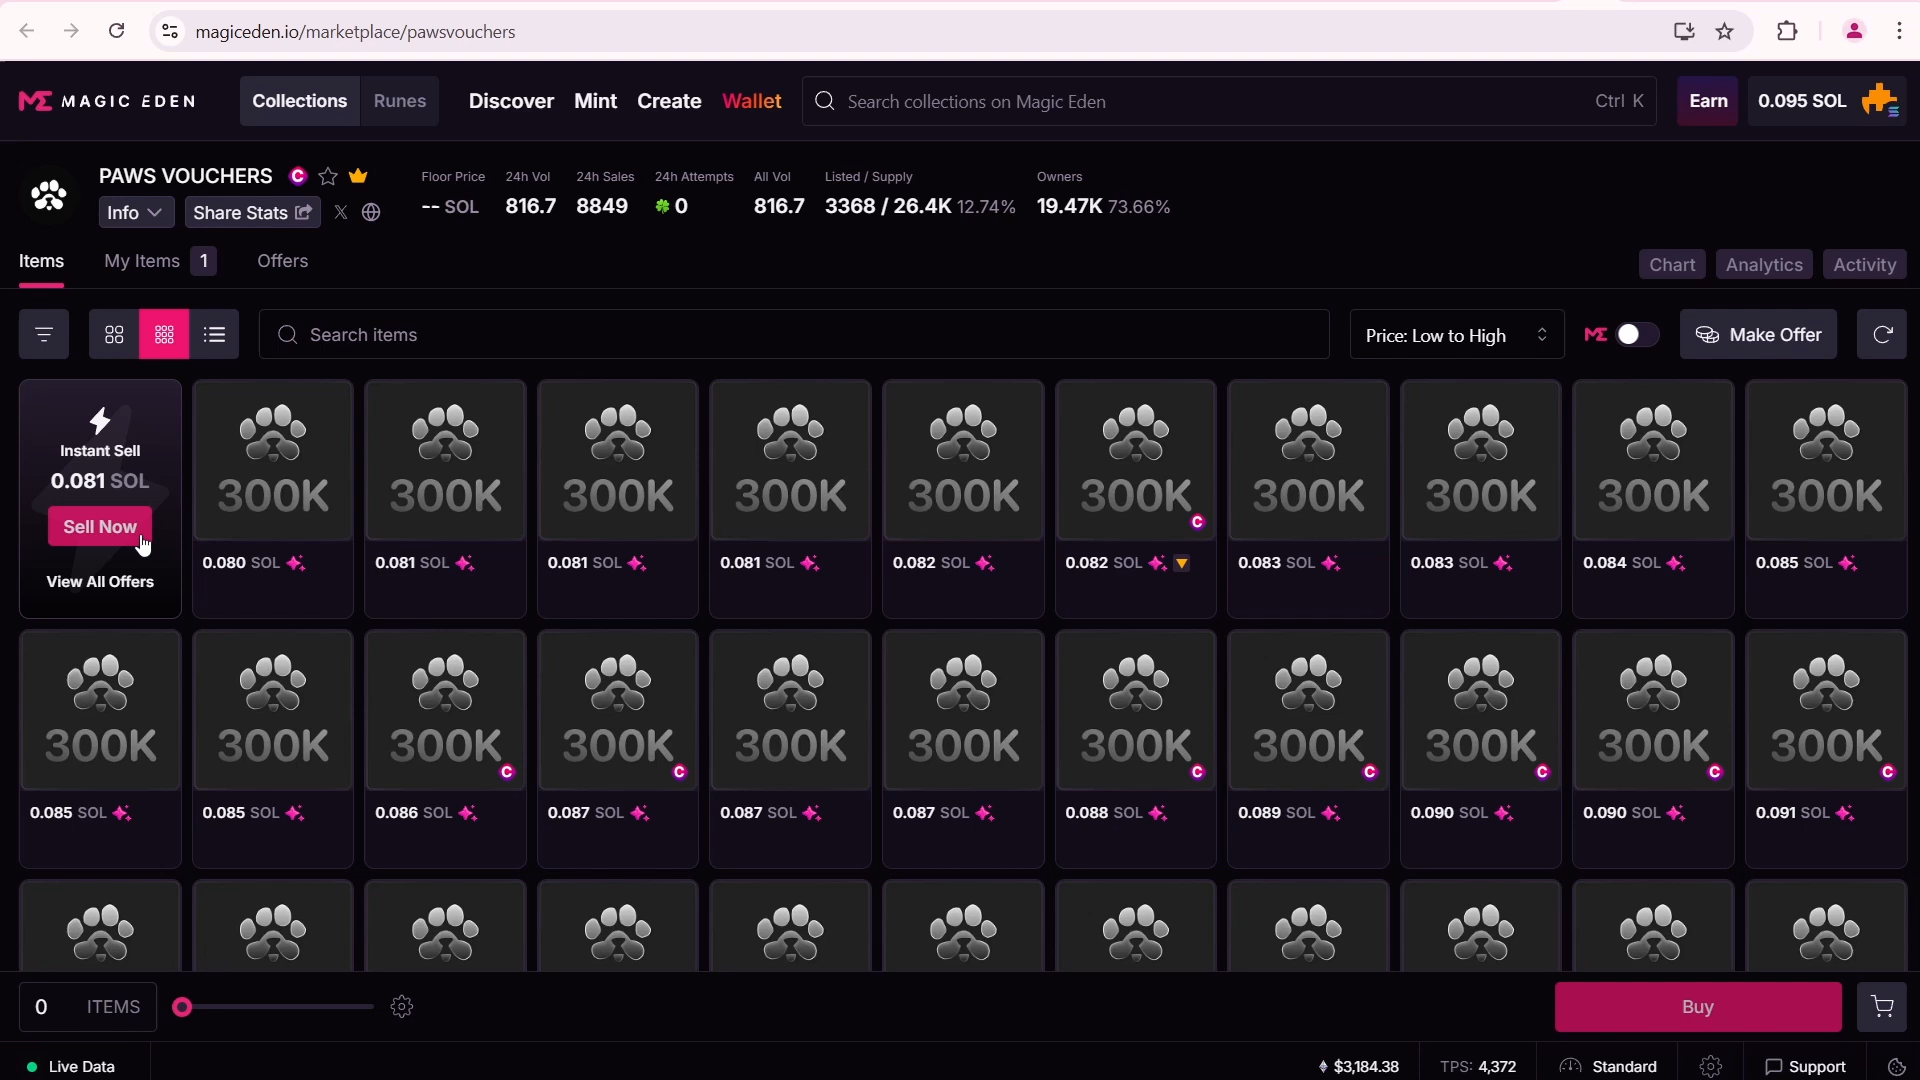 magiceden.io/marketplace/pawsvouchers
MAGIC EDEN
Collections Runes Discover Mint Create Wallet Search collections on Magic Eden Ctrl K Earn 0.095 SOL
PAWS VOUCHERS C Floor Price 24h Vol 24h Sales 24h Attempts All Vol Listed / Supply Owners
Info Share Stats -- SOL 816.7 8849 0 816.7 3368 / 26.4K 12.74% 19.47K 73.66%
Items My Items 1 Offers Chart Analytics Activity
Search items Price: Low to High ME Make Offer
Instant Sell
0.081 SOL
Sell Now
View All Offers
300K 300K 300K 300K 300K 300K C 300K 300K 300K 300K
0.080 SOL 0.081 SOL 0.081 SOL 0.081 SOL 0.082 SOL 0.082 SOL 0.083 SOL 0.083 SOL 0.084 SOL 0.085 SOL
300K 300K 300K C 300K C 300K 300K 300K C 300K C 300K C 300K C 300K C
0.085 SOL 0.085 SOL 0.086 SOL 0.087 SOL 0.087 SOL 0.087 SOL 0.088 SOL 0.089 SOL 0.090 SOL 0.090 SOL 0.091 SOL
0 ITEMS Buy
Live Data $3,184.38 TPS: 4,372 Standard Support